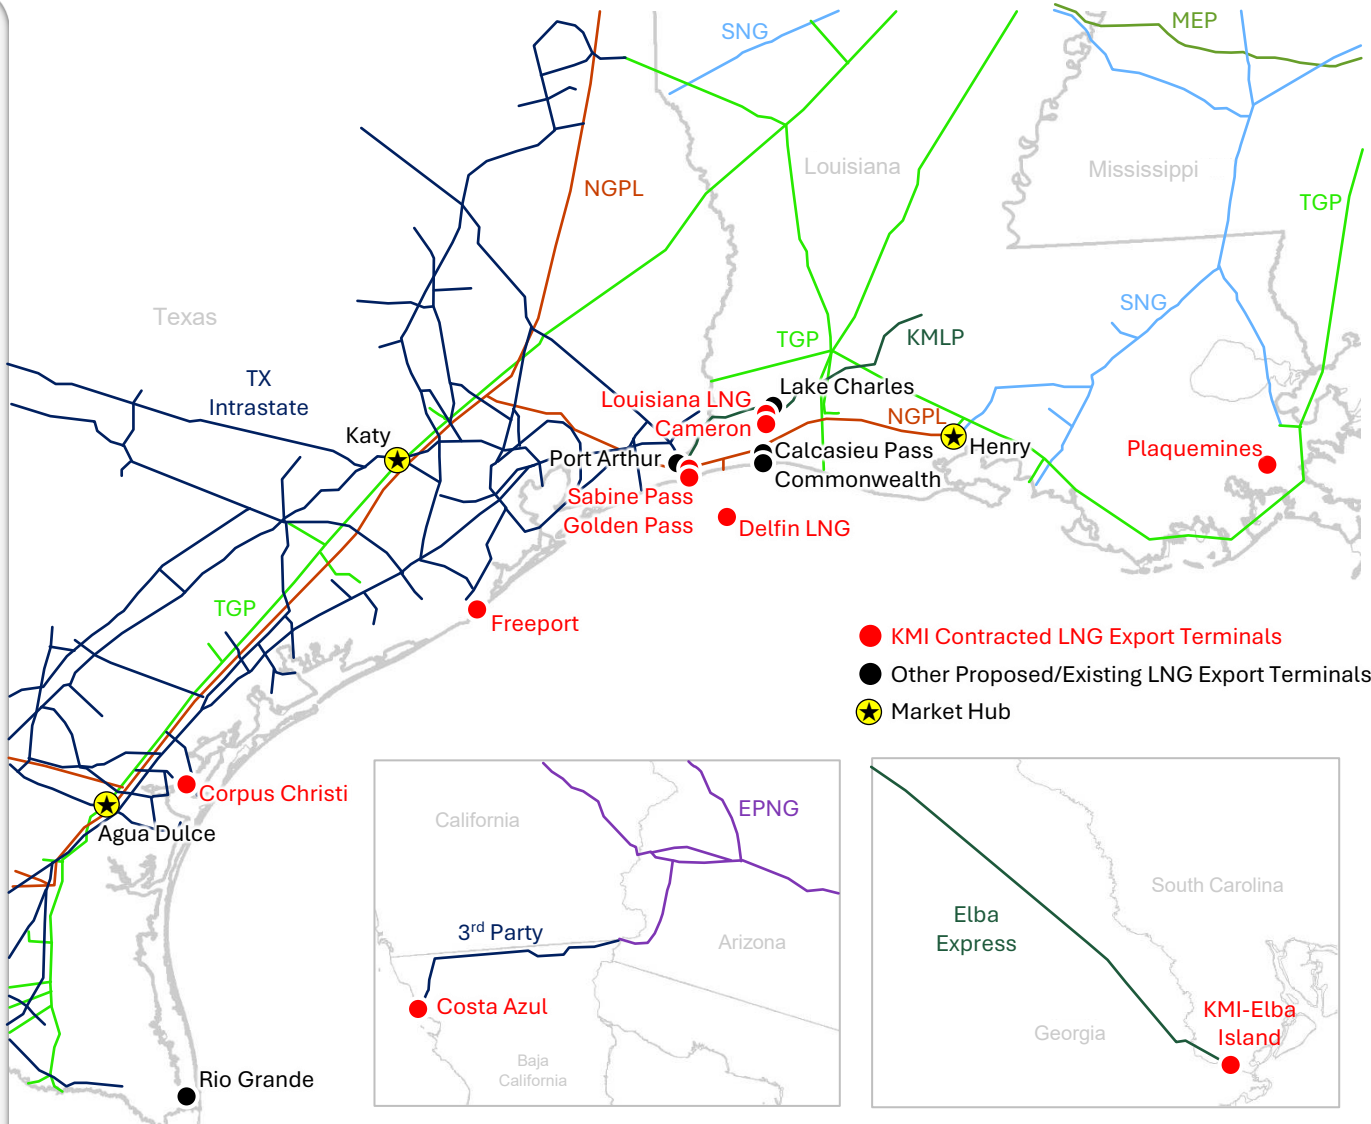 MEP
SNG
Louisiana
Mississippi
NGPL
TGP
Texas
SNG
TGP
KMLP
TX
Intrastate
Lake Charles
Louisiana LNG
NGPL
Cameron
Katy
Henry
Calcasieu Pass
Port Arthur
Plaquemines
Commonwealth
Sabine Pass
Golden Pass
Delfin LNG
TGP
Freeport
KMI Contracted LNG Export Terminals
Other Proposed/Existing LNG Export Terminals
Market Hub
Corpus Christi
Agua Dulce
Rio Grande
California
EPNG
3rd Party
Arizona
Costa Azul
Baja
California
South Carolina
Elba
Express
KMI-Elba
Island
Georgia